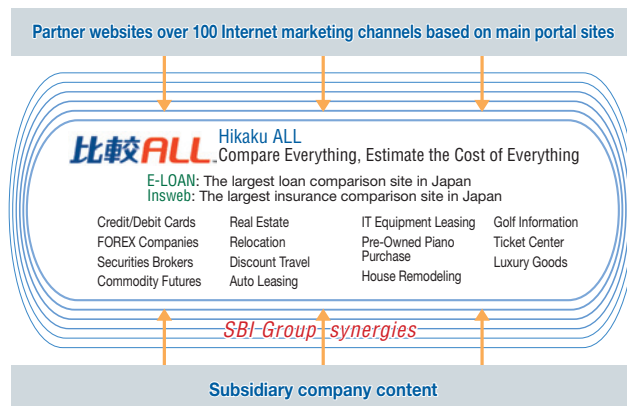 Partner websites over 100 Internet marketing channels based on main portal sites
比較ALL™
Hikaku ALL
Compare Everything, Estimate the Cost of Everything
E-LOAN: The largest loan comparison site in Japan
Insweb: The largest insurance comparison site in Japan
Credit/Debit Cards
FOREX Companies
Securities Brokers
Commodity Futures
Real Estate
Relocation
Discount Travel
Auto Leasing
IT Equipment Leasing
Pre-Owned Piano
Purchase
House Remodeling
Golf Information
Ticket Center
Luxury Goods
SBI Group synergies
Subsidiary company content